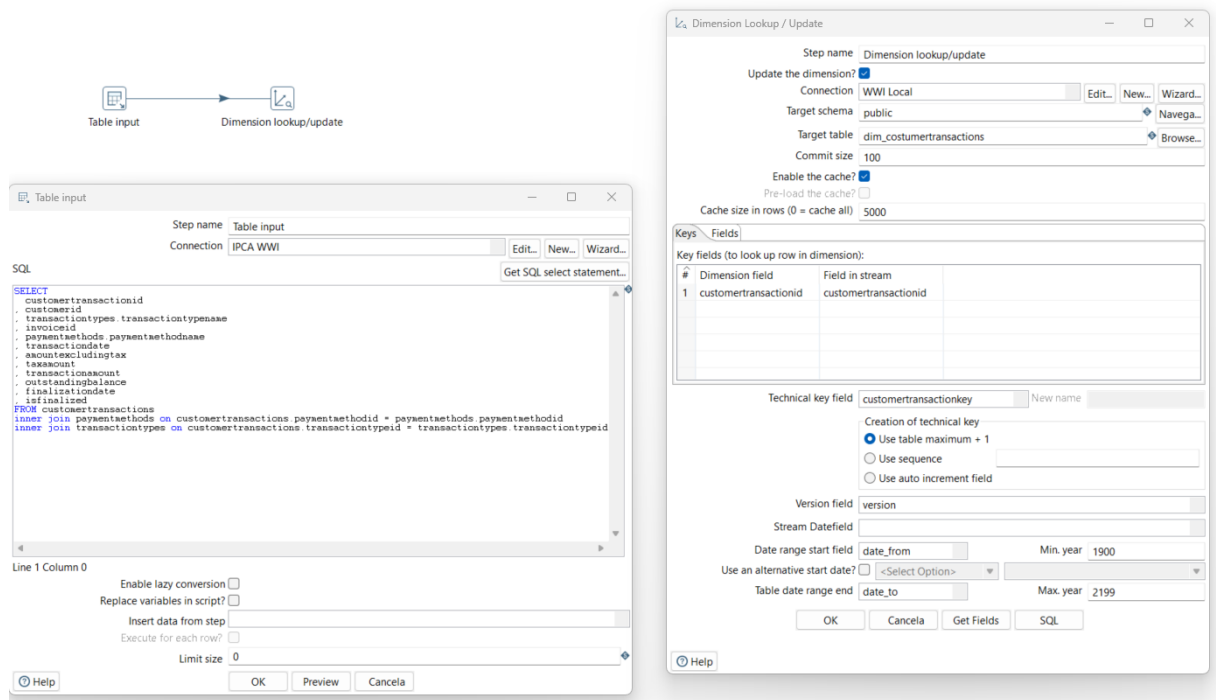 Table input
Dimension lookup/update
Table input
Step name Table input
Connection IPCA WWI Edit... New... Wizard...
SQL Get SQL select statement...
SELECT
customertransactionid
, customerid
, transactiontypes.transactiontypename
, invoiceid
, paymentmethods.paymentmethodname
, transactiondate
, amountexcludingtax
, taxamount
, transactionamount
, outstandingbalance
, finalizationdate
, isfinalized
FROM customertransactions
inner join paymentmethods on customertransactions.paymentmethodid = paymentmethods.paymentmethodid
inner join transactiontypes on customertransactions.transactiontypeid = transactiontypes.transactiontypeid
Line 1 Column 0
Enable lazy conversion
Replace variables in script?
Insert data from step
Execute for each row?
Limit size 0
Help OK Preview Cancela
Dimension Lookup / Update
Step name Dimension lookup/update
Update the dimension?
Connection WWI Local Edit... New... Wizard...
Target schema public Navega...
Target table dim_costumertransactions Browse...
Commit size 100
Enable the cache?
Pre-load the cache?
Cache size in rows (0 = cache all) 5000
Keys Fields
Key fields (to look up row in dimension):
# Dimension field Field in stream
1 customertransactionid customertransactionid
Technical key field customertransactionkey New name
Creation of technical key
Use table maximum + 1
Use sequence
Use auto increment field
Version field version
Stream Datefield
Date range start field date_from Min. year 1900
Use an alternative start date? <Select Option>
Table date range end date_to Max. year 2199
OK Cancela Get Fields SQL
Help